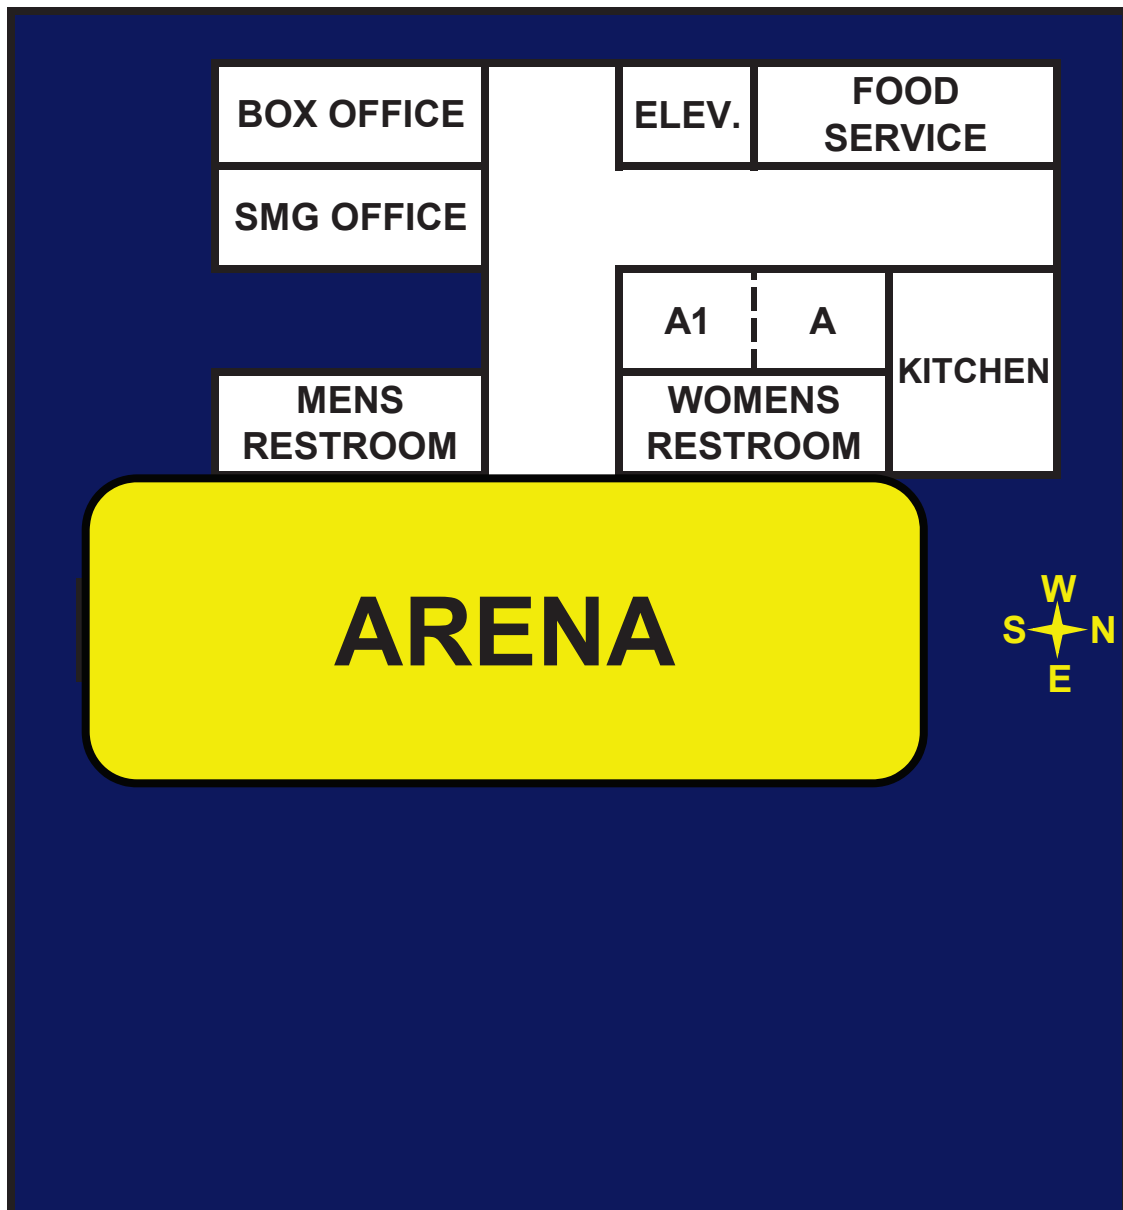 BOX OFFICE
ELEV.
FOOD
SERVICE
SMG OFFICE
A1
A
KITCHEN
MENS
RESTROOM
WOMENS
RESTROOM
ARENA
W
S N
E